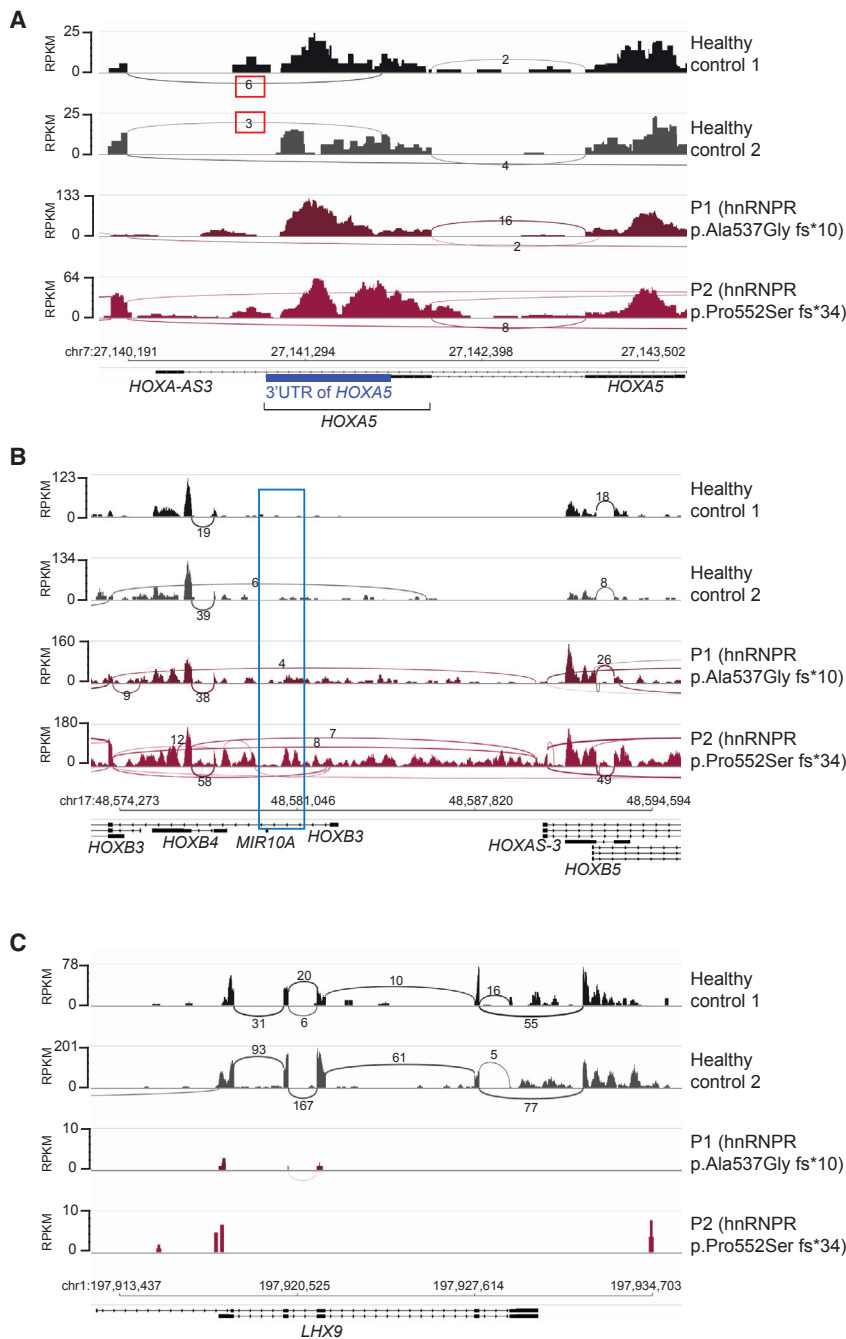 A
RPKM
25
0
2
6
Healthy
control 1
RPKM
25
0
3
4
Healthy
control 2
RPKM
133
0
16
2
P1 (hnRNPR
p.Ala537Gly fs*10)
RPKM
64
0
8
P2 (hnRNPR
p.Pro552Ser fs*34)
chr7:27,140,191 27,141,294 27,142,398 27,143,502
HOXA-AS3
3'UTR of HOXA5
HOXA5
HOXA5
B
RPKM
123
0
19
18
Healthy
control 1
RPKM
134
0
6
39
8
Healthy
control 2
RPKM
160
0
4
9
38
26
P1 (hnRNPR
p.Ala537Gly fs*10)
RPKM
180
0
12
7
8
58
49
P2 (hnRNPR
p.Pro552Ser fs*34)
chr17:48,574,273 48,581,046 48,587,820 48,594,594
HOXB3
HOXB4
MIR10A
HOXB3
HOXAS-3
HOXB5
C
RPKM
78
0
20
10
16
31
6
55
Healthy
control 1
RPKM
201
0
93
61
5
167
77
Healthy
control 2
RPKM
10
0
P1 (hnRNPR
p.Ala537Gly fs*10)
RPKM
10
0
P2 (hnRNPR
p.Pro552Ser fs*34)
chr1:197,913,437 197,920,525 197,927,614 197,934,703
LHX9